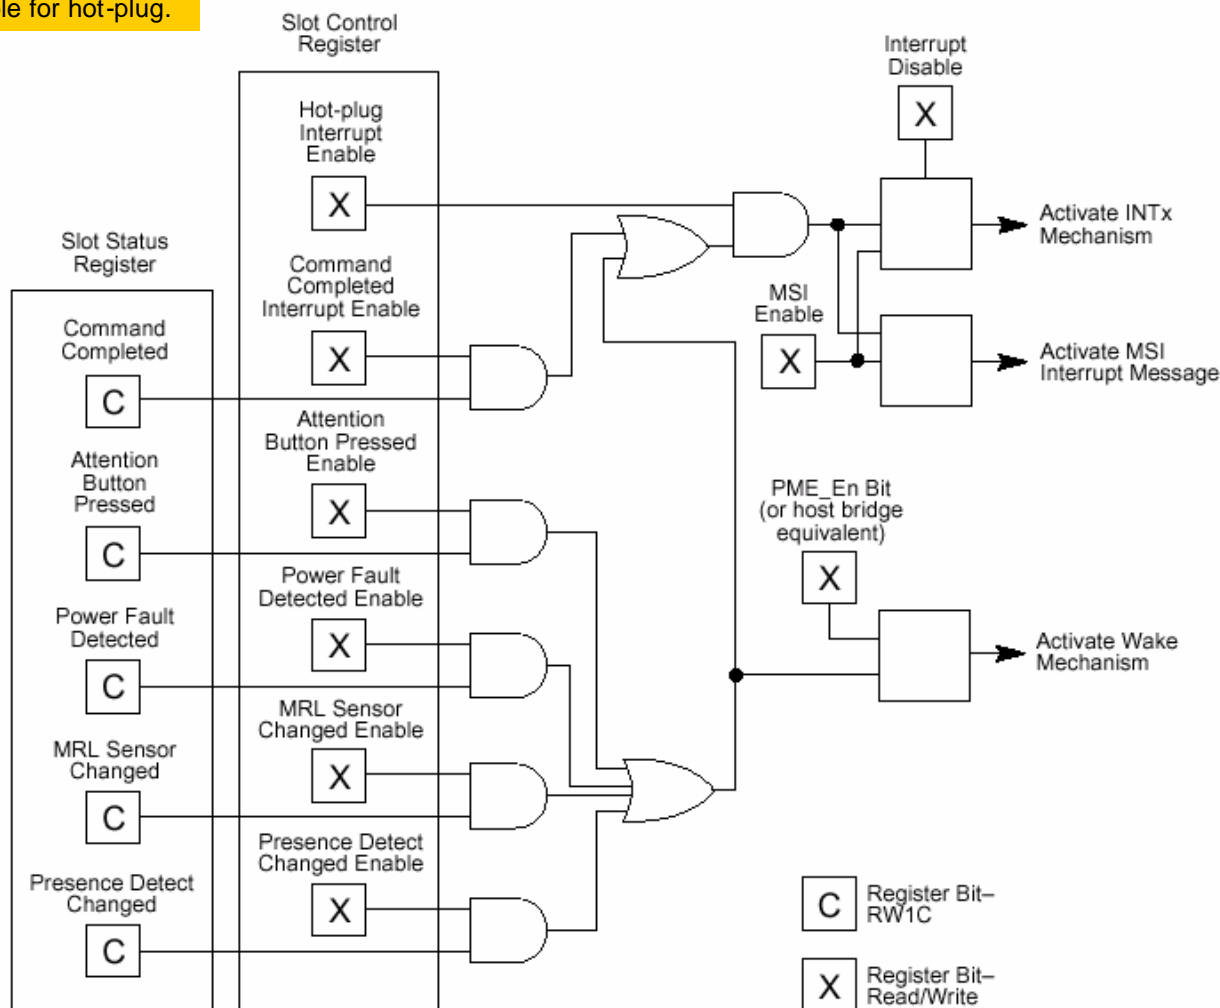 ole for hot-plug.
Slot Control
Register
Interrupt
Disable
X
Hot-plug
Interrupt
Enable
X
Activate INTx
Mechanism
Slot Status
Register
Command
Completed
Interrupt Enable
X
MSI
Enable
X
Activate MSI
Interrupt Message
Command
Completed
C
Attention
Button Pressed
Enable
X
Attention
Button
Pressed
C
PME_En Bit
(or host bridge
equivalent)
X
Power Fault
Detected Enable
X
Power Fault
Detected
C
Activate Wake
Mechanism
MRL Sensor
Changed Enable
X
MRL Sensor
Changed
C
Presence Detect
Changed Enable
X
Presence Detect
Changed
C
C
Register Bit–
RW1C
X
Register Bit–
Read/Write